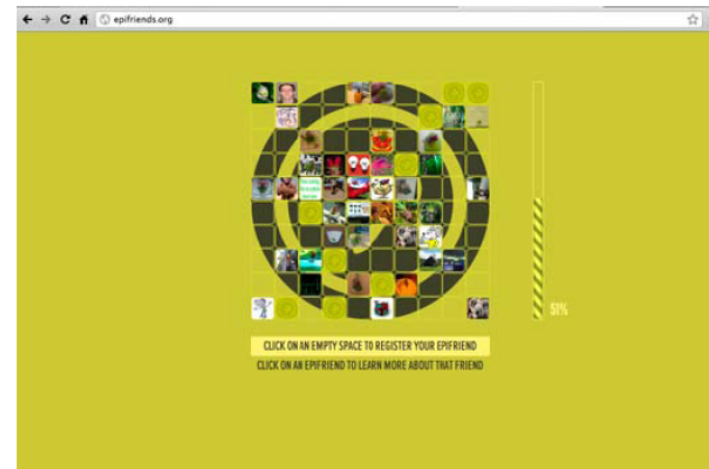 epifriends.org
51%
CLICK ON AN EMPTY SPACE TO REGISTER YOUR EPIFRIEND
CLICK ON AN EPIFRIEND TO LEARN MORE ABOUT THAT FRIEND